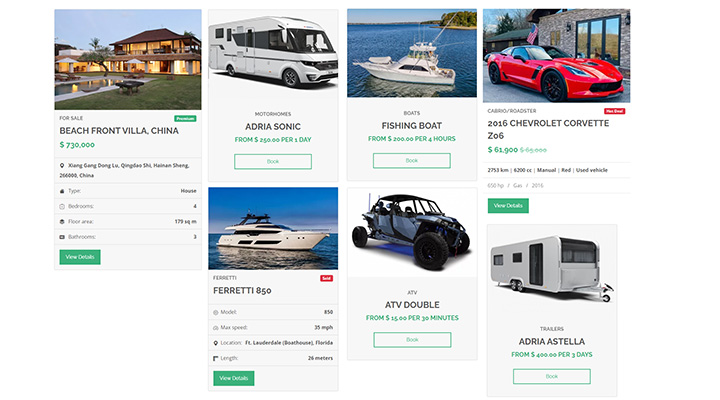 FOR SALE
Premium
BEACH FRONT VILLA, CHINA
$ 730,000
Xiang Gang Dong Lu, Qingdao Shi, Hainan Sheng,
266000, China
Type: House
Bedrooms: 4
Floor area: 179 sq m
Bathrooms: 3
View Details
MOTORHOMES
ADRIA SONIC
FROM $ 250.00 PER 1 DAY
Book
FERRETTI
Sold
FERRETTI 850
Model: 850
Max speed: 35 mph
Location: Ft. Lauderdale (Boathouse), Florida
Length: 26 meters
View Details
BOATS
FISHING BOAT
FROM $ 200.00 PER 4 HOURS
Book
ATV
ATV DOUBLE
FROM $ 15.00 PER 30 MINUTES
Book
CABRIO/ROADSTER
Hot Deal
2016 CHEVROLET CORVETTE
Z06
$ 61,900 $ 65,000
2753 km | 6200 cc | Manual | Red | Used vehicle
650 hp / Gas / 2016
View Details
TRAILERS
ADRIA ASTELLA
FROM $ 400.00 PER 3 DAYS
Book